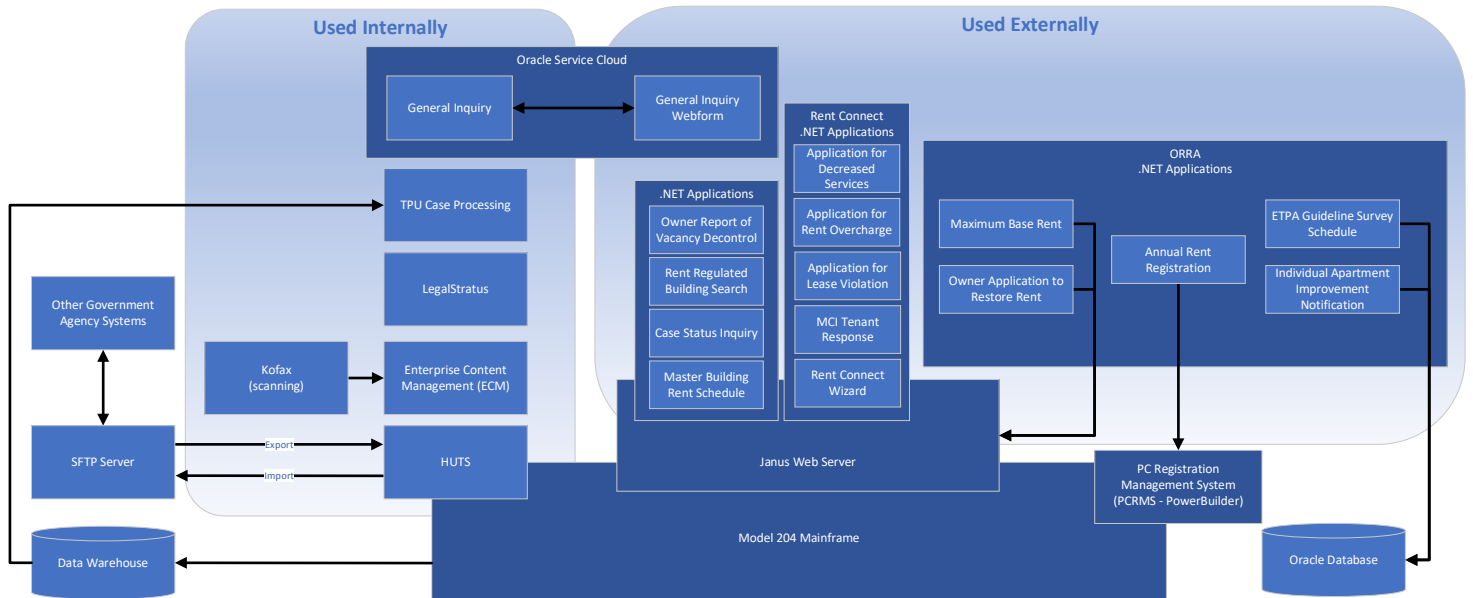 Used Internally
Used Externally
Oracle Service Cloud
General Inquiry
General Inquiry
Webform
TPU Case Processing
LegalStratus
Other Government
Agency Systems
Kofax
(scanning)
Enterprise Content
Management (ECM)
SFTP Server
Export
Import
HUTS
Data Warehouse
.NET Applications
Owner Report of
Vacancy Decontrol
Rent Regulated
Building Search
Case Status Inquiry
Master Building
Rent Schedule
Rent Connect
.NET Applications
Application for
Decreased
Services
Application for
Rent Overcharge
Application for
Lease Violation
MCI Tenant
Response
Rent Connect
Wizard
ORRA
.NET Applications
Maximum Base Rent
Owner Application to
Restore Rent
Annual Rent
Registration
ETPA Guideline Survey
Schedule
Individual Apartment
Improvement
Notification
Janus Web Server
PC Registration
Management System
(PCRMS - PowerBuilder)
Model 204 Mainframe
Oracle Database